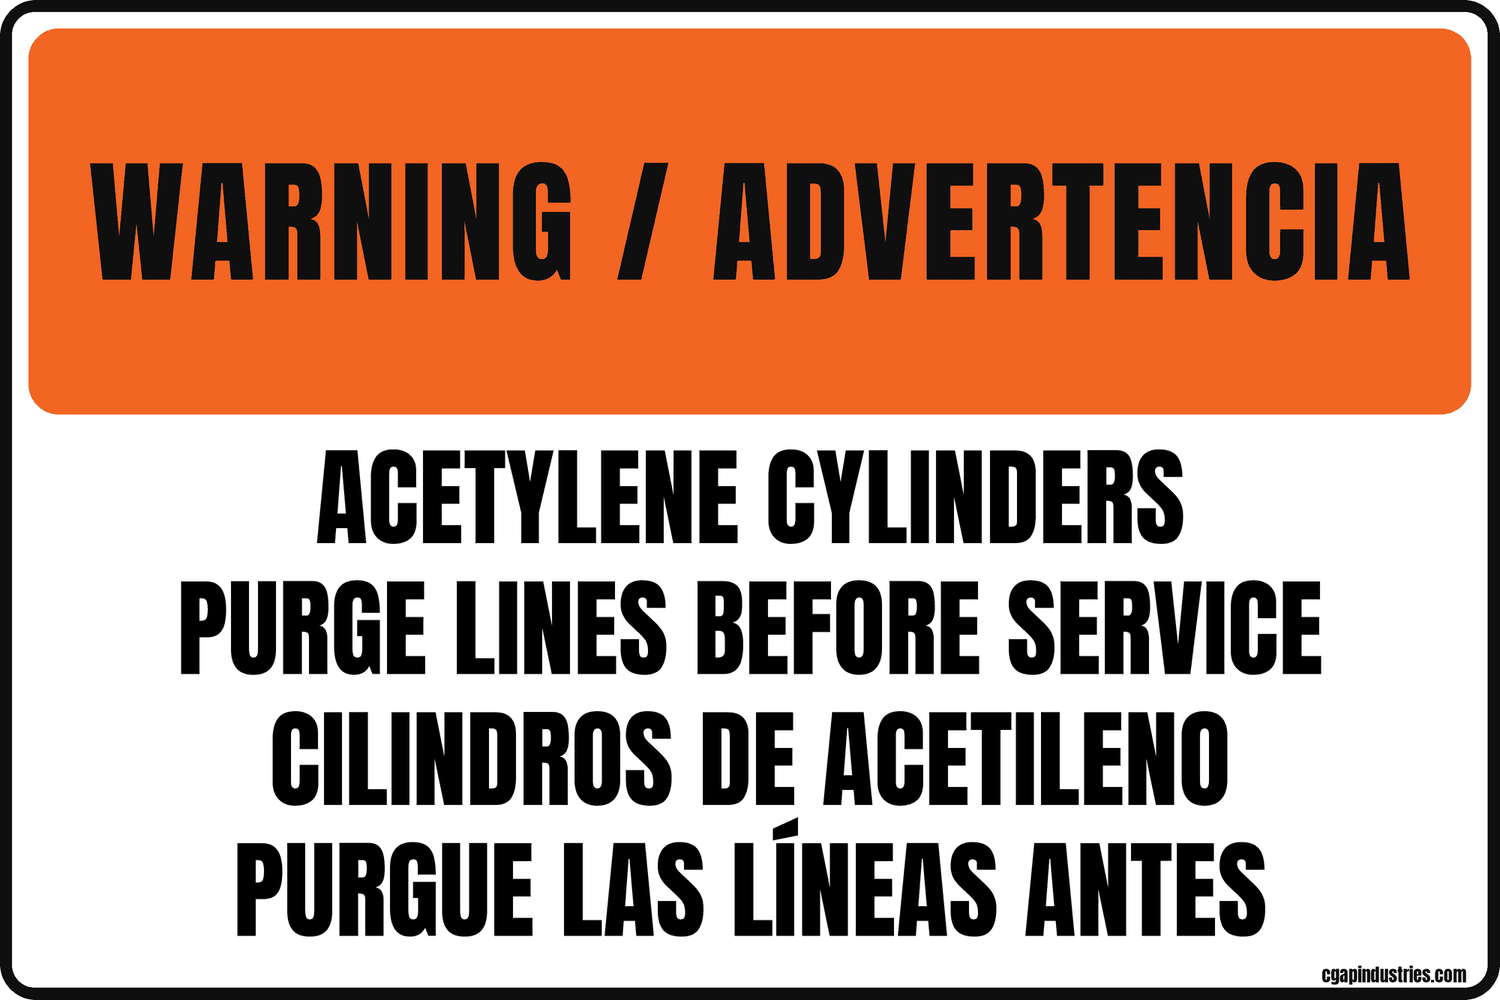 WARNING / ADVERTENCIA
ACETYLENE CYLINDERS
PURGE LINES BEFORE SERVICE
CILINDROS DE ACETILENO
PURGUE LAS LÍNEAS ANTES
cgapindustries.com